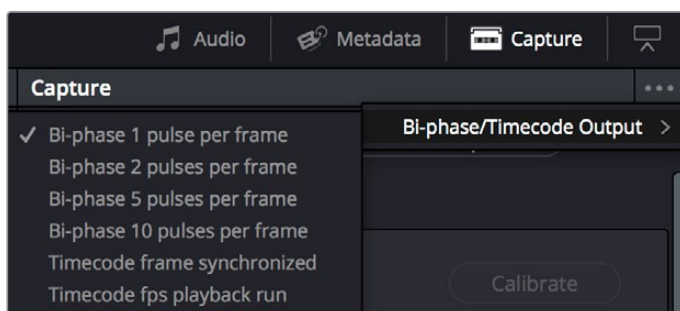 Audio Metadata Capture
Capture
Bi-phase/Timecode Output >
✓ Bi-phase 1 pulse per frame
Bi-phase 2 pulses per frame
Bi-phase 5 pulses per frame
Bi-phase 10 pulses per frame
Timecode frame synchronized
Timecode fps playback run
Calibrate